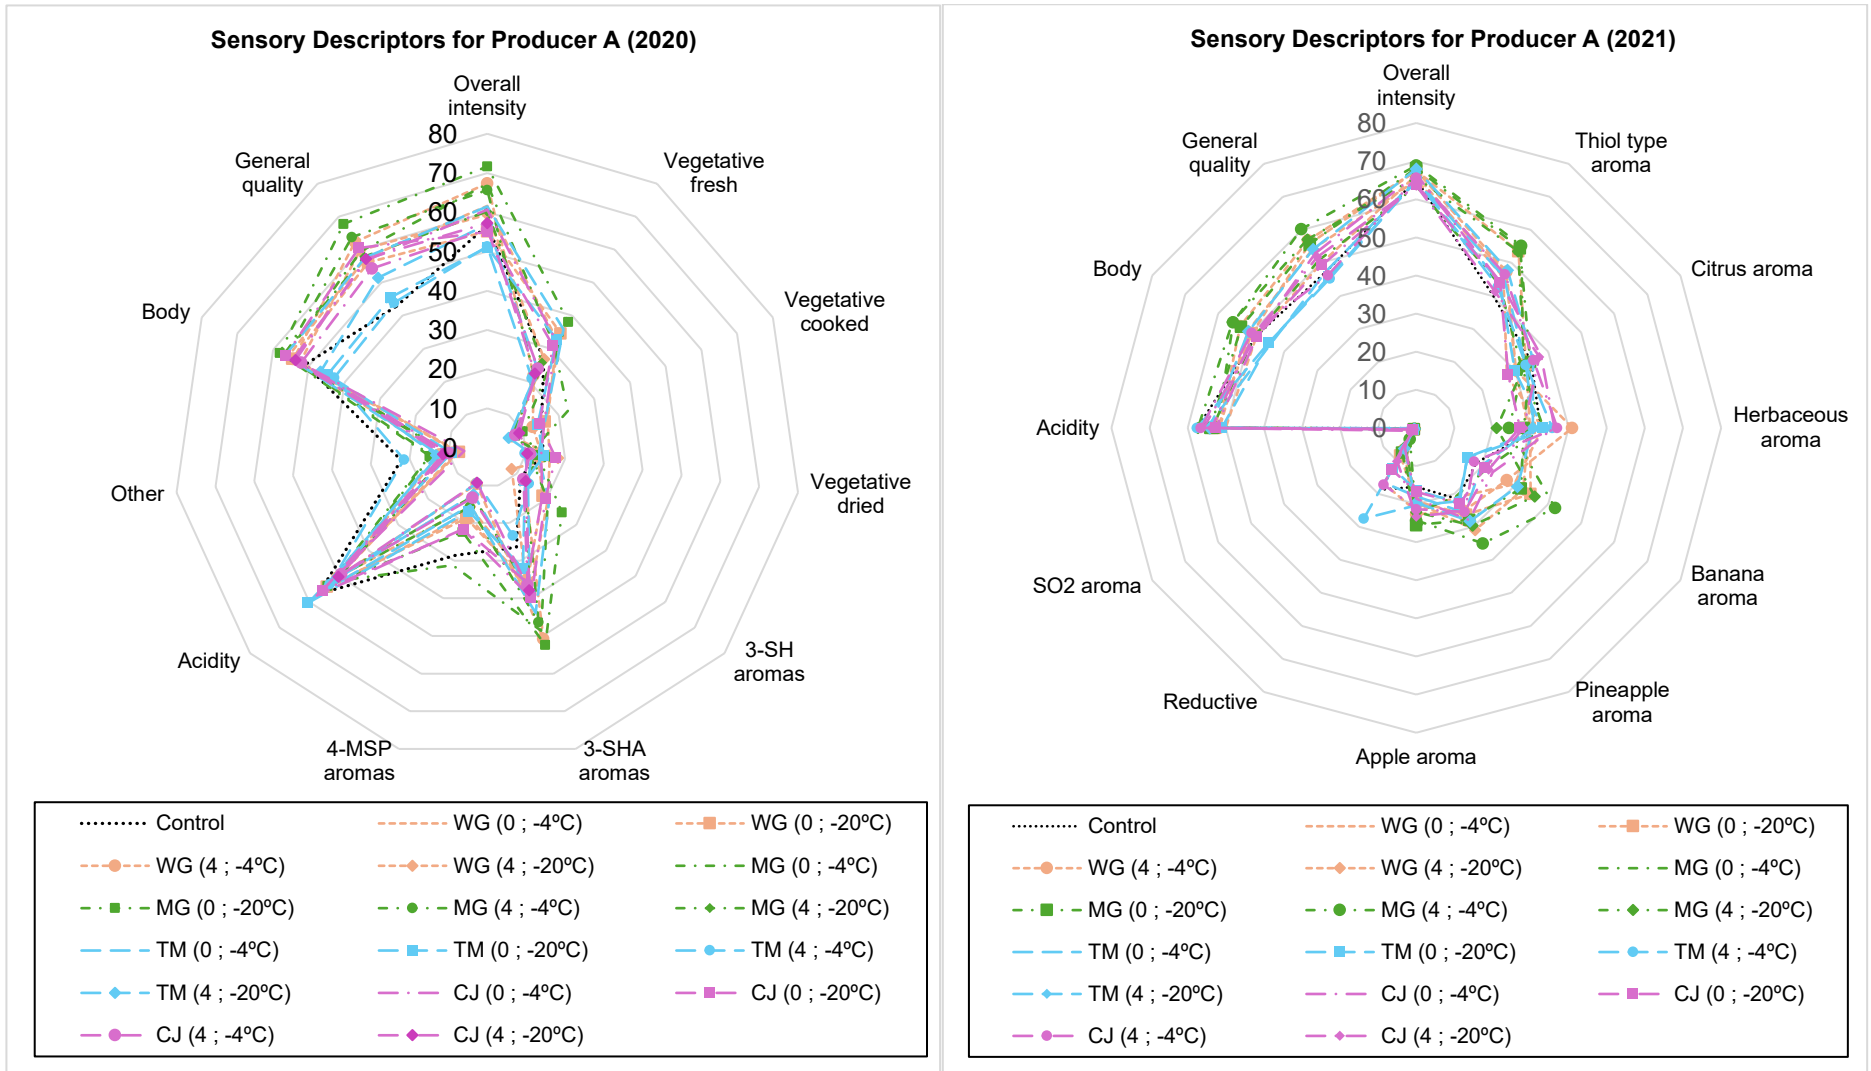 Sensory Descriptors for Producer A (2020)
Overall
intensity
Vegetative
fresh
Vegetative
cooked
Vegetative
dried
3-SH
aromas
3-SHA
aromas
4-MSP
aromas
Acidity
Other
Body
General
quality
80
70
60
50
40
30
20
10
0
Control
WG (0 ; -4ºC)
WG (0 ; -20ºC)
WG (4 ; -4ºC)
WG (4 ; -20ºC)
MG (0 ; -4ºC)
MG (0 ; -20ºC)
MG (4 ; -4ºC)
MG (4 ; -20ºC)
TM (0 ; -4ºC)
TM (0 ; -20ºC)
TM (4 ; -4ºC)
TM (4 ; -20ºC)
CJ (0 ; -4ºC)
CJ (0 ; -20ºC)
CJ (4 ; -4ºC)
CJ (4 ; -20ºC)
Sensory Descriptors for Producer A (2021)
Overall
intensity
Thiol type
aroma
Citrus aroma
Herbaceous
aroma
Banana
aroma
Pineapple
aroma
Apple aroma
Reductive
SO2 aroma
Acidity
Body
General
quality
80
70
60
50
40
30
20
10
0
Control
WG (0 ; -4ºC)
WG (0 ; -20ºC)
WG (4 ; -4ºC)
WG (4 ; -20ºC)
MG (0 ; -4ºC)
MG (0 ; -20ºC)
MG (4 ; -4ºC)
MG (4 ; -20ºC)
TM (0 ; -4ºC)
TM (0 ; -20ºC)
TM (4 ; -4ºC)
TM (4 ; -20ºC)
CJ (0 ; -4ºC)
CJ (0 ; -20ºC)
CJ (4 ; -4ºC)
CJ (4 ; -20ºC)